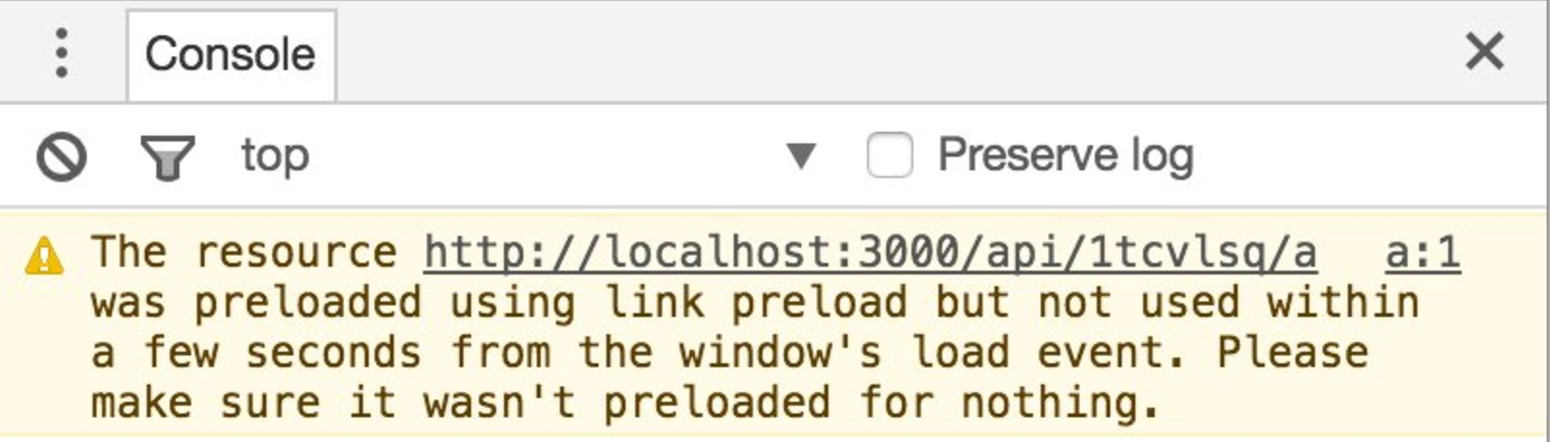 Console
top Preserve log
The resource http://localhost:3000/api/1tcvlsq/a a:1
was preloaded using link preload but not used within
a few seconds from the window's load event. Please
make sure it wasn't preloaded for nothing.